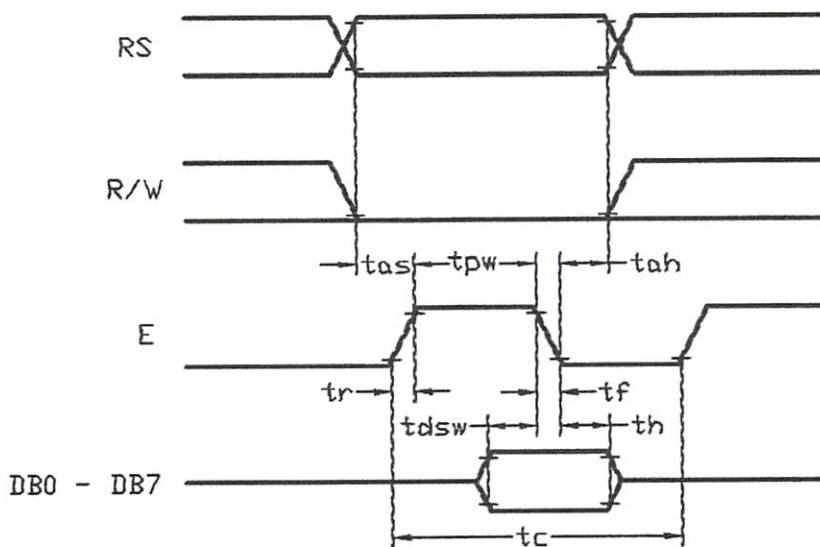 RS
R/W
tas tpw tah
E
tr tf
tdsw th
DB0 - DB7
tc